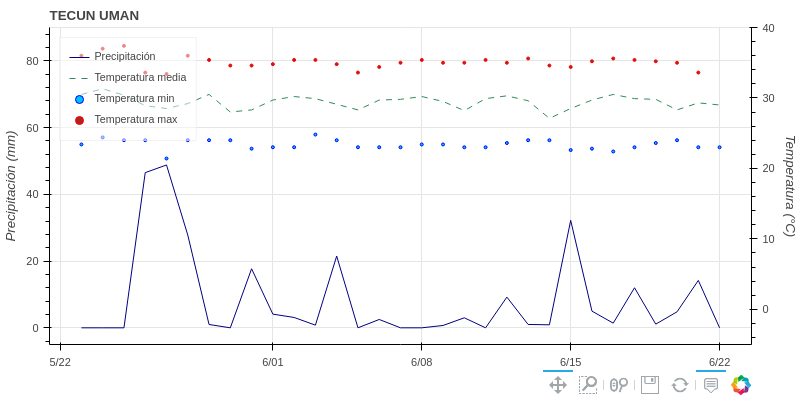 TECUN UMAN
Precipitación
Temperatura media
Temperatura min
Temperatura max
80
60
40
20
0
Precipitación (mm)
40
30
20
10
0
Temperatura (°C)
5/22
6/01
6/08
6/15
6/22